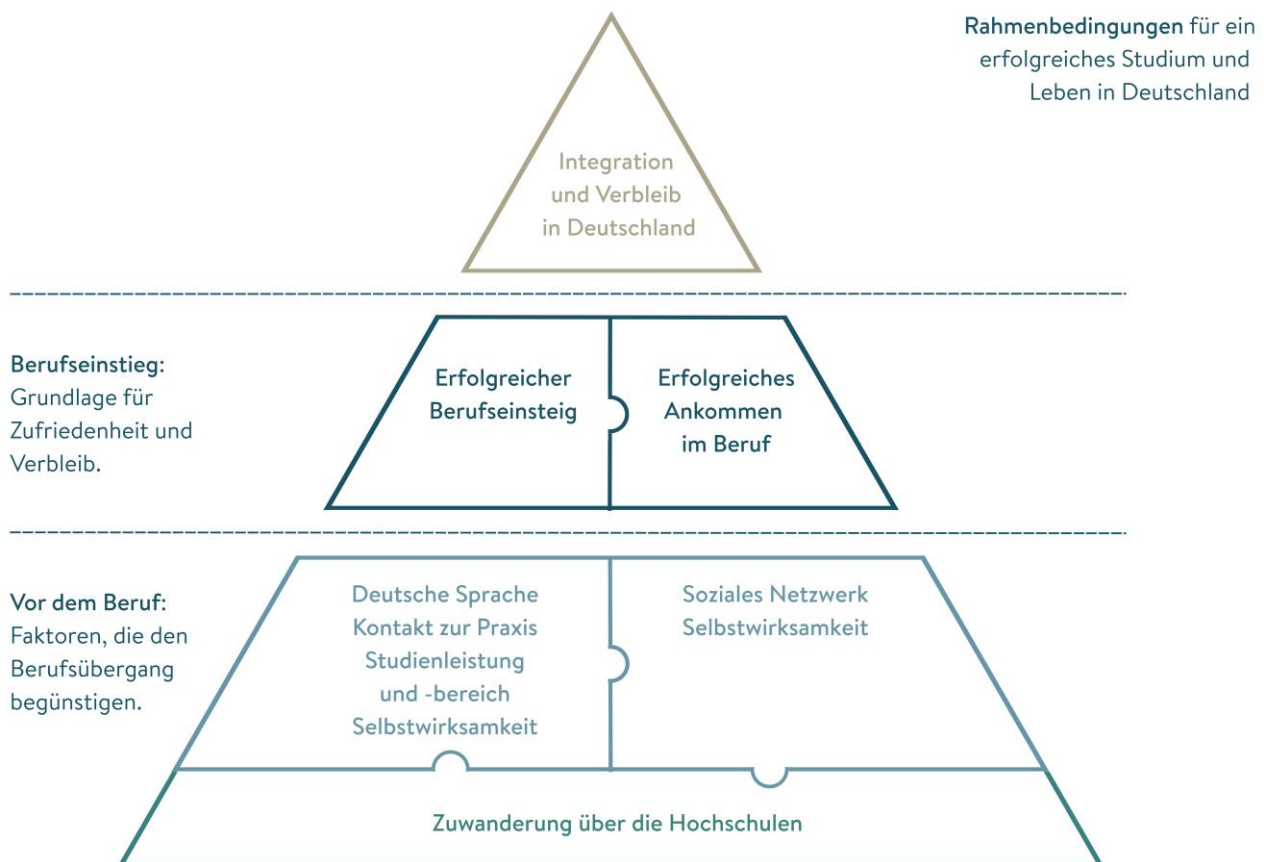 Rahmenbedingungen für ein
erfolgreiches Studium und
Leben in Deutschland
Integration
und Verbleib
in Deutschland
Berufseinstieg:
Grundlage für
Zufriedenheit und
Verbleib.
Erfolgreicher
Berufseinsteig
Erfolgreiches
Ankommen
im Beruf
Vor dem Beruf:
Faktoren, die den
Berufsübergang
begünstigen.
Deutsche Sprache
Kontakt zur Praxis
Studienleistung
und -bereich
Selbstwirksamkeit
Soziales Netzwerk
Selbstwirksamkeit
Zuwanderung über die Hochschulen